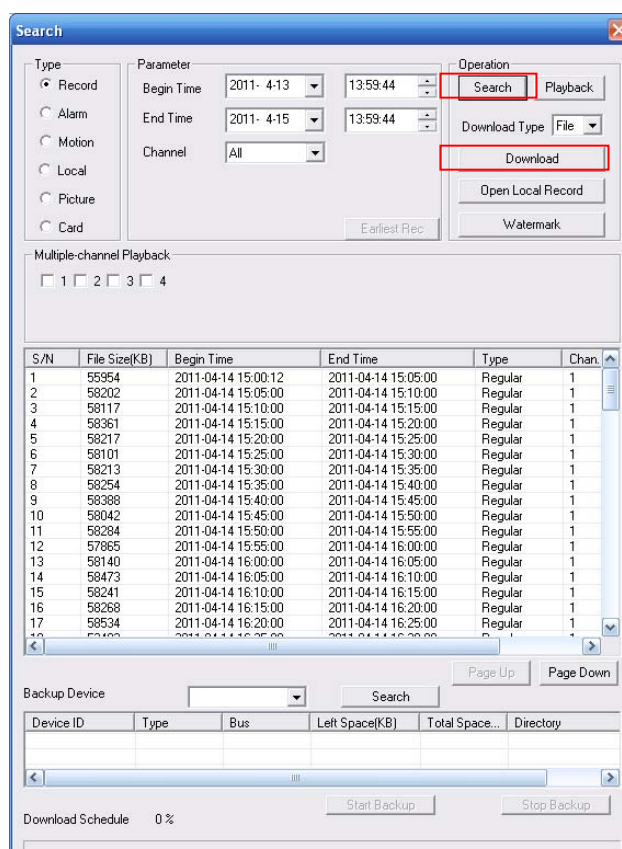 Search
Type Parameter Operation
Record Begin Time 2011- 4-13 13:59:44 Search Playback
Alarm End Time 2011- 4-15 13:59:44 Download Type File
Motion Channel All Download
Local Open Local Record
Picture Watermark
Card Earliest Rec
Multiple-channel Playback
1 2 3 4
S/N File Size(KB) Begin Time End Time Type Chan.
1 55954 2011-04-14 15:00:12 2011-04-14 15:05:00 Regular 1
2 58202 2011-04-14 15:05:00 2011-04-14 15:10:00 Regular 1
3 58117 2011-04-14 15:10:00 2011-04-14 15:15:00 Regular 1
4 58361 2011-04-14 15:15:00 2011-04-14 15:20:00 Regular 1
5 58217 2011-04-14 15:20:00 2011-04-14 15:25:00 Regular 1
6 58101 2011-04-14 15:25:00 2011-04-14 15:30:00 Regular 1
7 58213 2011-04-14 15:30:00 2011-04-14 15:35:00 Regular 1
8 58254 2011-04-14 15:35:00 2011-04-14 15:40:00 Regular 1
9 58388 2011-04-14 15:40:00 2011-04-14 15:45:00 Regular 1
10 58042 2011-04-14 15:45:00 2011-04-14 15:50:00 Regular 1
11 58284 2011-04-14 15:50:00 2011-04-14 15:55:00 Regular 1
12 57865 2011-04-14 15:55:00 2011-04-14 16:00:00 Regular 1
13 58140 2011-04-14 16:00:00 2011-04-14 16:05:00 Regular 1
14 58473 2011-04-14 16:05:00 2011-04-14 16:10:00 Regular 1
15 58241 2011-04-14 16:10:00 2011-04-14 16:15:00 Regular 1
16 58268 2011-04-14 16:15:00 2011-04-14 16:20:00 Regular 1
17 58534 2011-04-14 16:20:00 2011-04-14 16:25:00 Regular 1
Page Up Page Down
Backup Device Search
Device ID Type Bus Left Space(KB) Total Space... Directory
Start Backup Stop Backup
Download Schedule 0 %